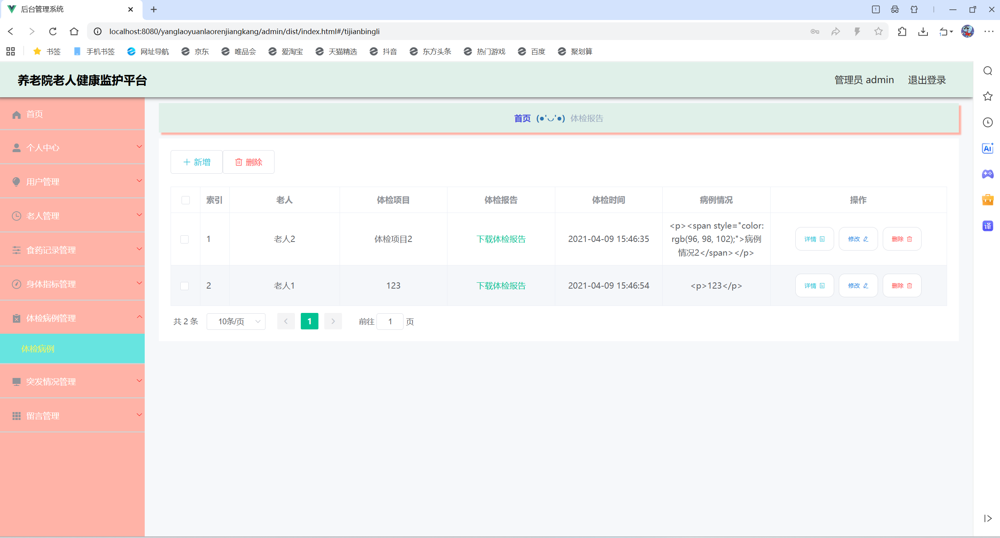 后台管理系统
localhost:8080/yanglaoyuanlaorenjiangkang/admin/dist/index.html#/tijianbingli
书签 手机书签 网址导航 京东 唯品会 爱淘宝 天猫精选 抖音 东方头条 热门游戏 百度 聚划算
养老院老人健康监护平台
管理员 admin 退出登录
首页
个人中心
用户管理
老人管理
食药记录管理
身体指标管理
体检病例管理
体检病例
突发情况管理
留言管理
首页 (●'◡'●) 体检报告
新增 删除
索引 老人 体检项目 体检报告 体检时间 病例情况 操作
1 老人2 体检项目2 下载体检报告 2021-04-09 15:46:35 <p><span style="color:
rgb(96, 98, 102);">病例
情况2</span></p> 详情 修改 删除
2 老人1 123 下载体检报告 2021-04-09 15:46:54 <p>123</p> 详情 修改 删除
共 2 条 10条/页 1 前往 1 页
1
1
Ai
译